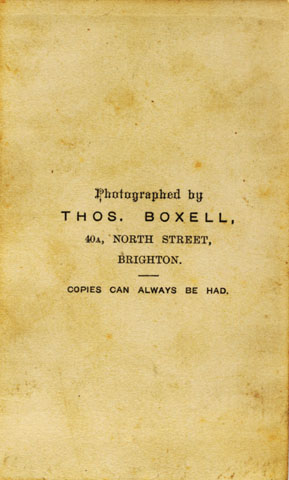 Photographed by
THOS. BOXELL,
40A, NORTH STREET,
BRIGHTON.
COPIES CAN ALWAYS BE HAD.